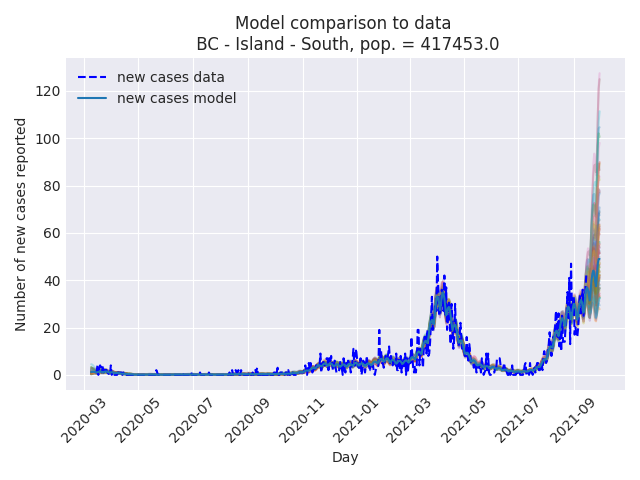 Model comparison to data
BC - Island - South, pop. = 417453.0
new cases data
new cases model
Number of new cases reported
120
100
80
60
40
20
0
2020-03
2020-05
2020-07
2020-09
2020-11
2021-01
2021-03
2021-05
2021-07
2021-09
Day